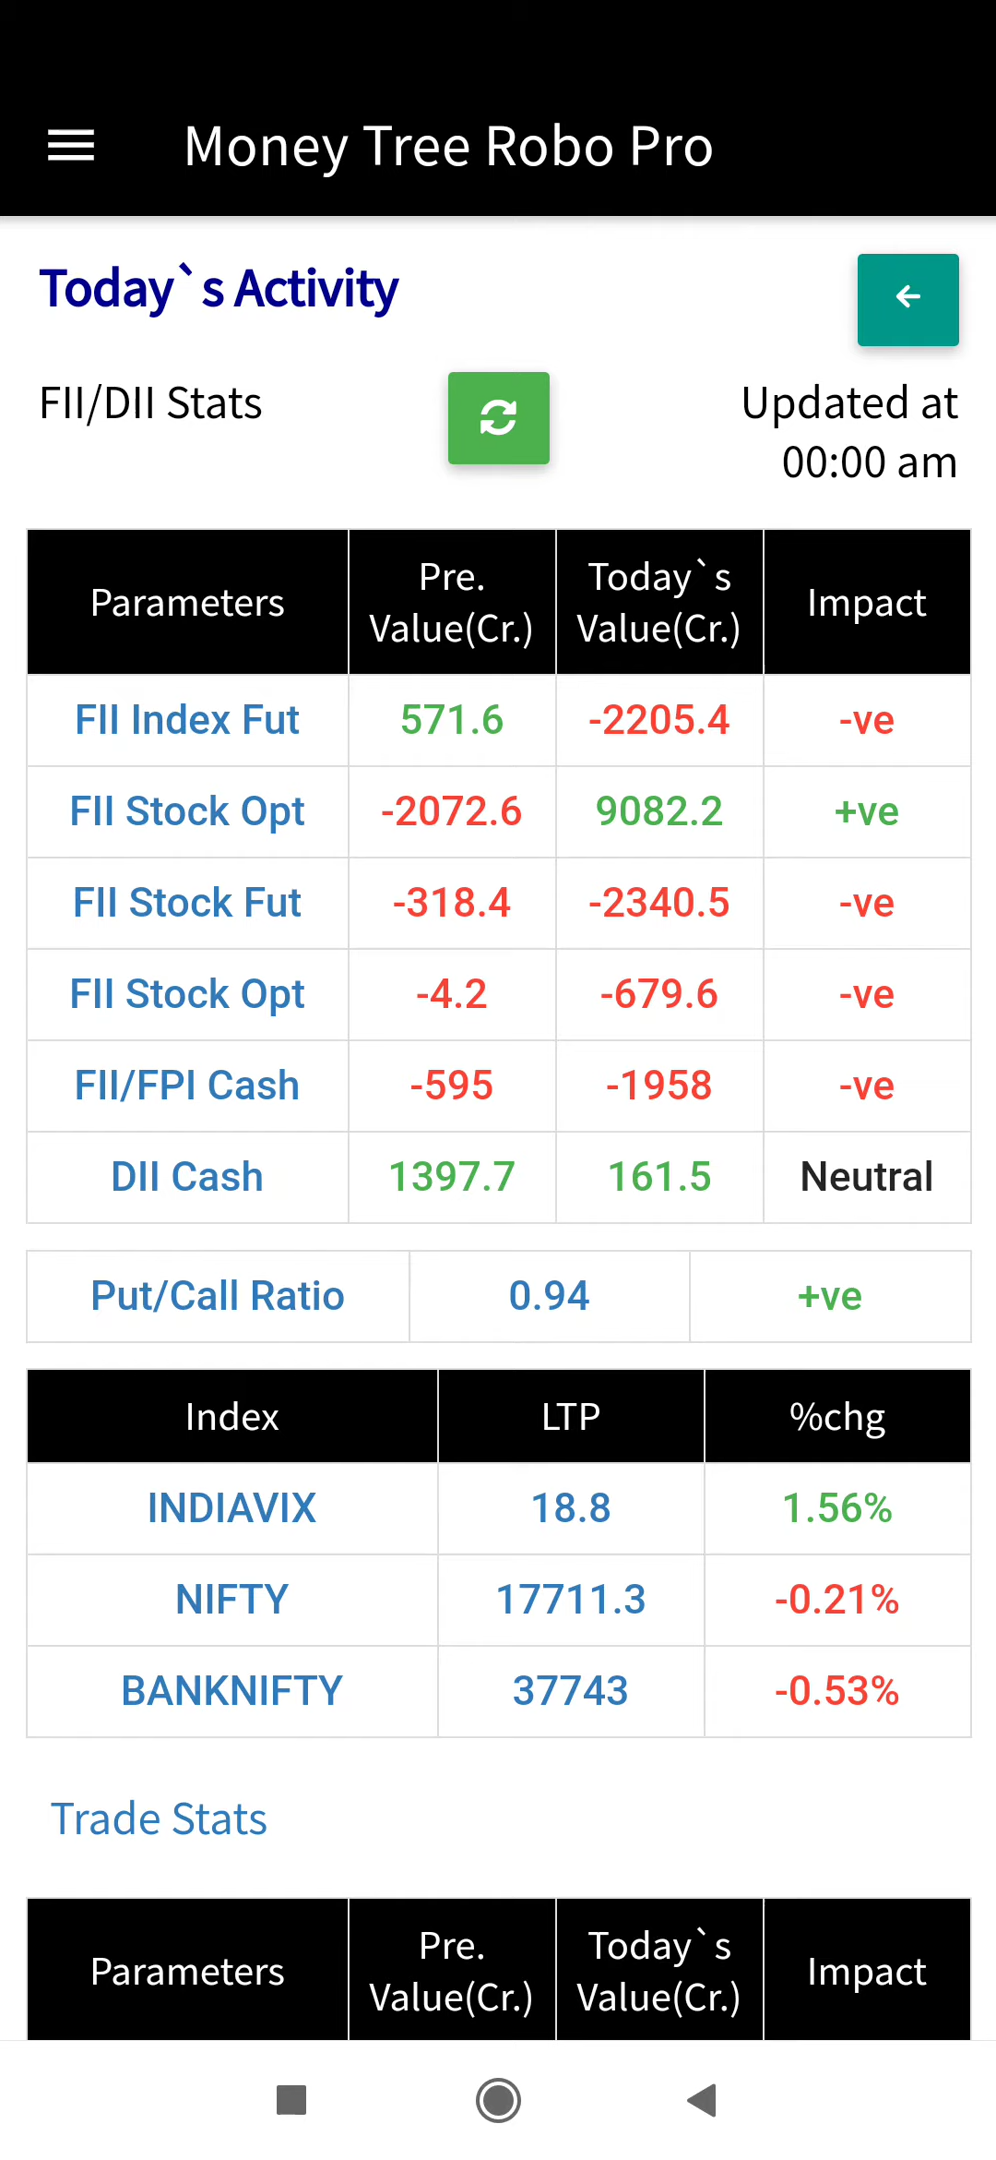 Money Tree Robo Pro
Today`s Activity
FII/DII Stats
Updated at
00:00 am
Parameters Pre. Value(Cr.) Today`s Value(Cr.) Impact
FII Index Fut 571.6 -2205.4 -ve
FII Stock Opt -2072.6 9082.2 +ve
FII Stock Fut -318.4 -2340.5 -ve
FII Stock Opt -4.2 -679.6 -ve
FII/FPI Cash -595 -1958 -ve
DII Cash 1397.7 161.5 Neutral
Put/Call Ratio 0.94 +ve
Index LTP %chg
INDIAVIX 18.8 1.56%
NIFTY 17711.3 -0.21%
BANKNIFTY 37743 -0.53%
Trade Stats
Parameters Pre. Value(Cr.) Today`s Value(Cr.) Impact